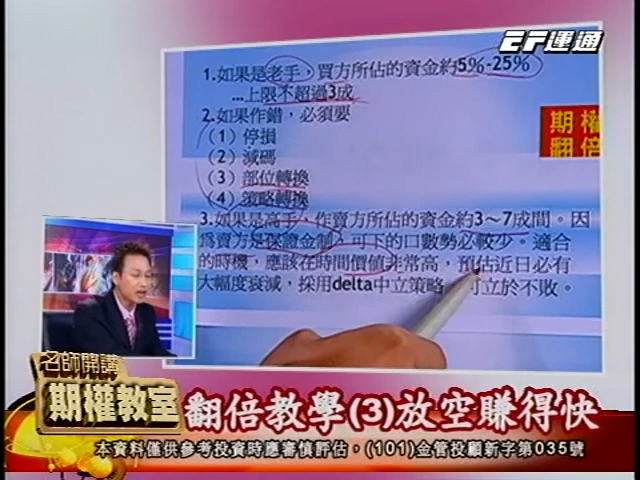 EFT運通
1.如果是老手，買方所佔的資金約5%-25%
...上限不超過3成
2.如果作錯，必須要
(1) 停損
(2) 減碼
(3) 部位轉換
(4) 策略轉換
3.如果是高手，作賣方所佔的資金約3～7成間。因
為賣方是保證金制，可下的口數勢必較少。適合
的時機，應該在時間價值非常高，預估近日必有
大幅度衰減，採用delta中立策略，可立於不敗。
期權
翻倍
名師開講
期權教室
翻倍教學(3)放空賺得快
本資料僅供參考投資時應審慎評估，(101)金管投顧新字第035號